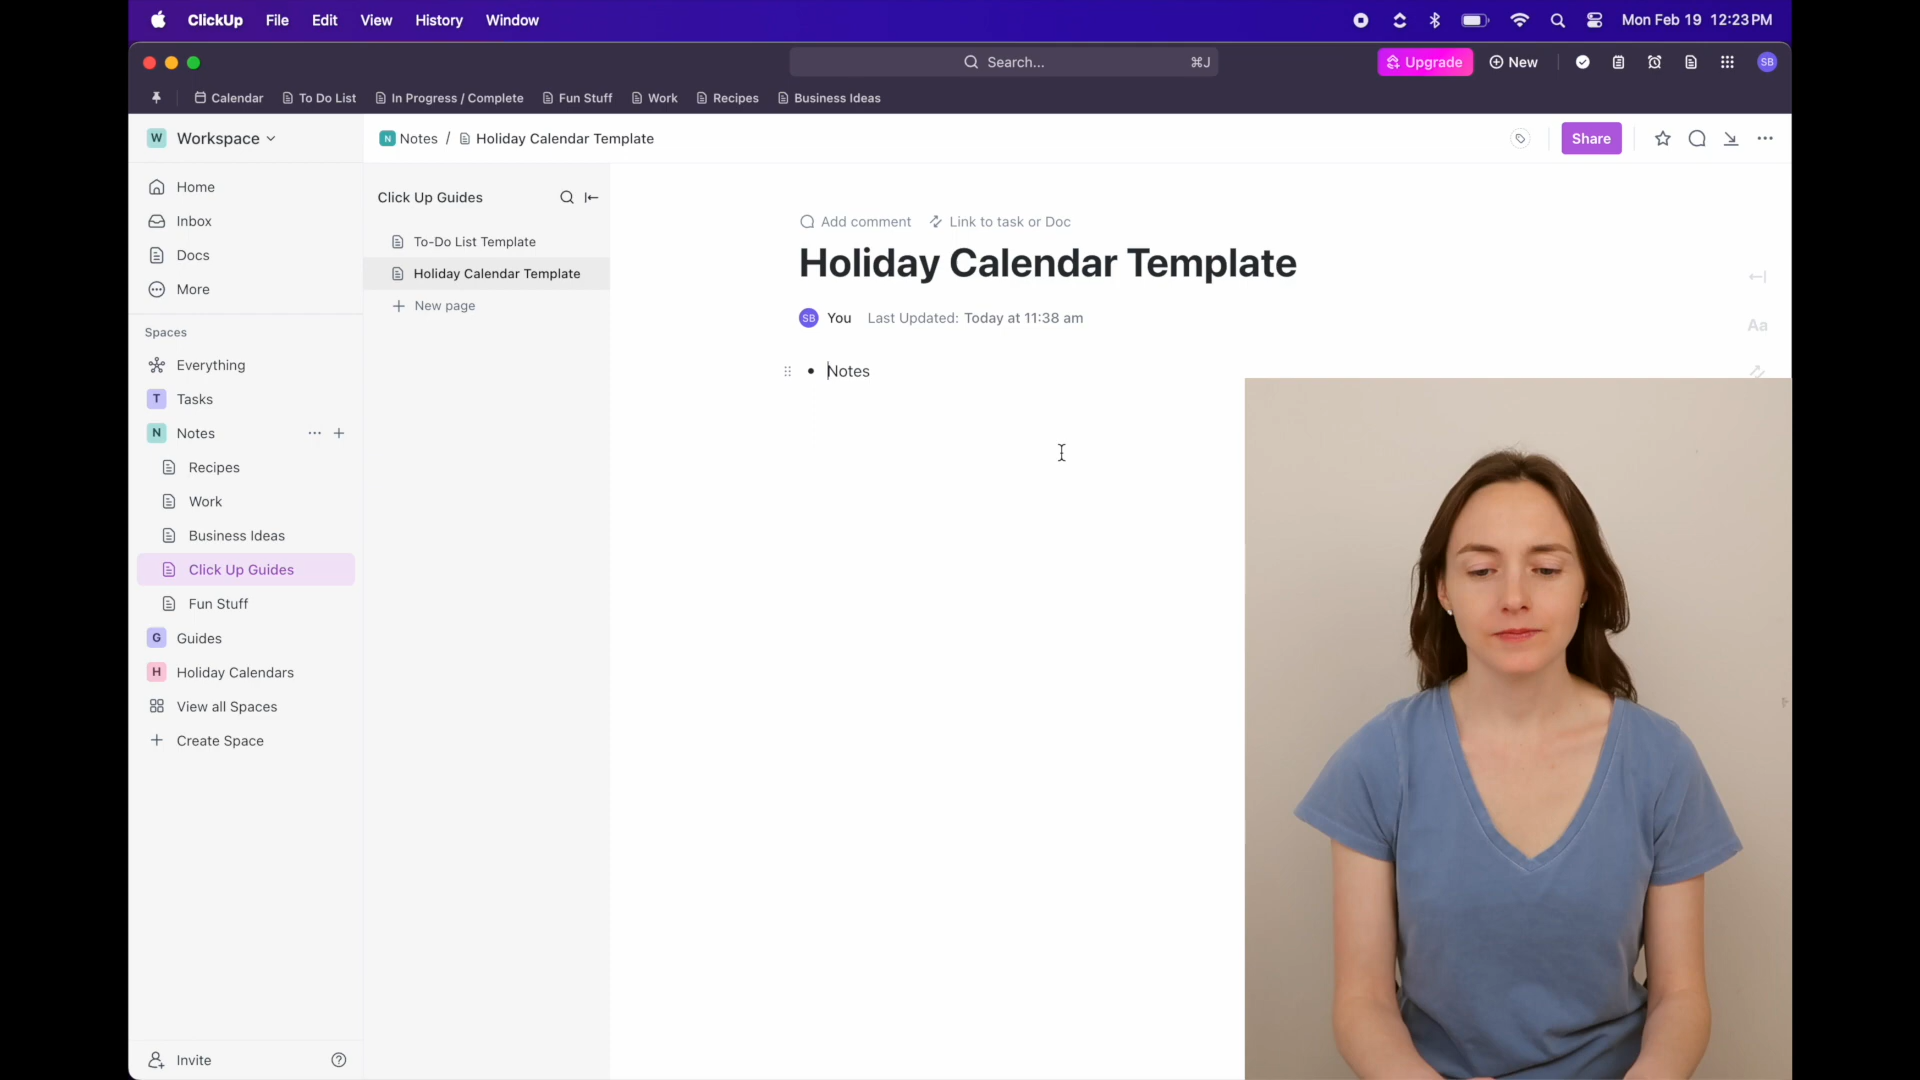 ClickUp File Edit View History Window Mon Feb 19 12:23 PM
Search... ⌘J Upgrade New SB
Calendar To Do List In Progress / Complete Fun Stuff Work Recipes Business Ideas
W Workspace
N Notes / Holiday Calendar Template
Share
Home
Inbox
Docs
More
Spaces
Everything
T Tasks
N Notes
Recipes
Work
Business Ideas
Click Up Guides
Fun Stuff
G Guides
H Holiday Calendars
View all Spaces
Create Space
Invite
Click Up Guides
To-Do List Template
Holiday Calendar Template
New page
Add comment Link to task or Doc
Holiday Calendar Template
SB You Last Updated: Today at 11:38 am
Aa
• Notes